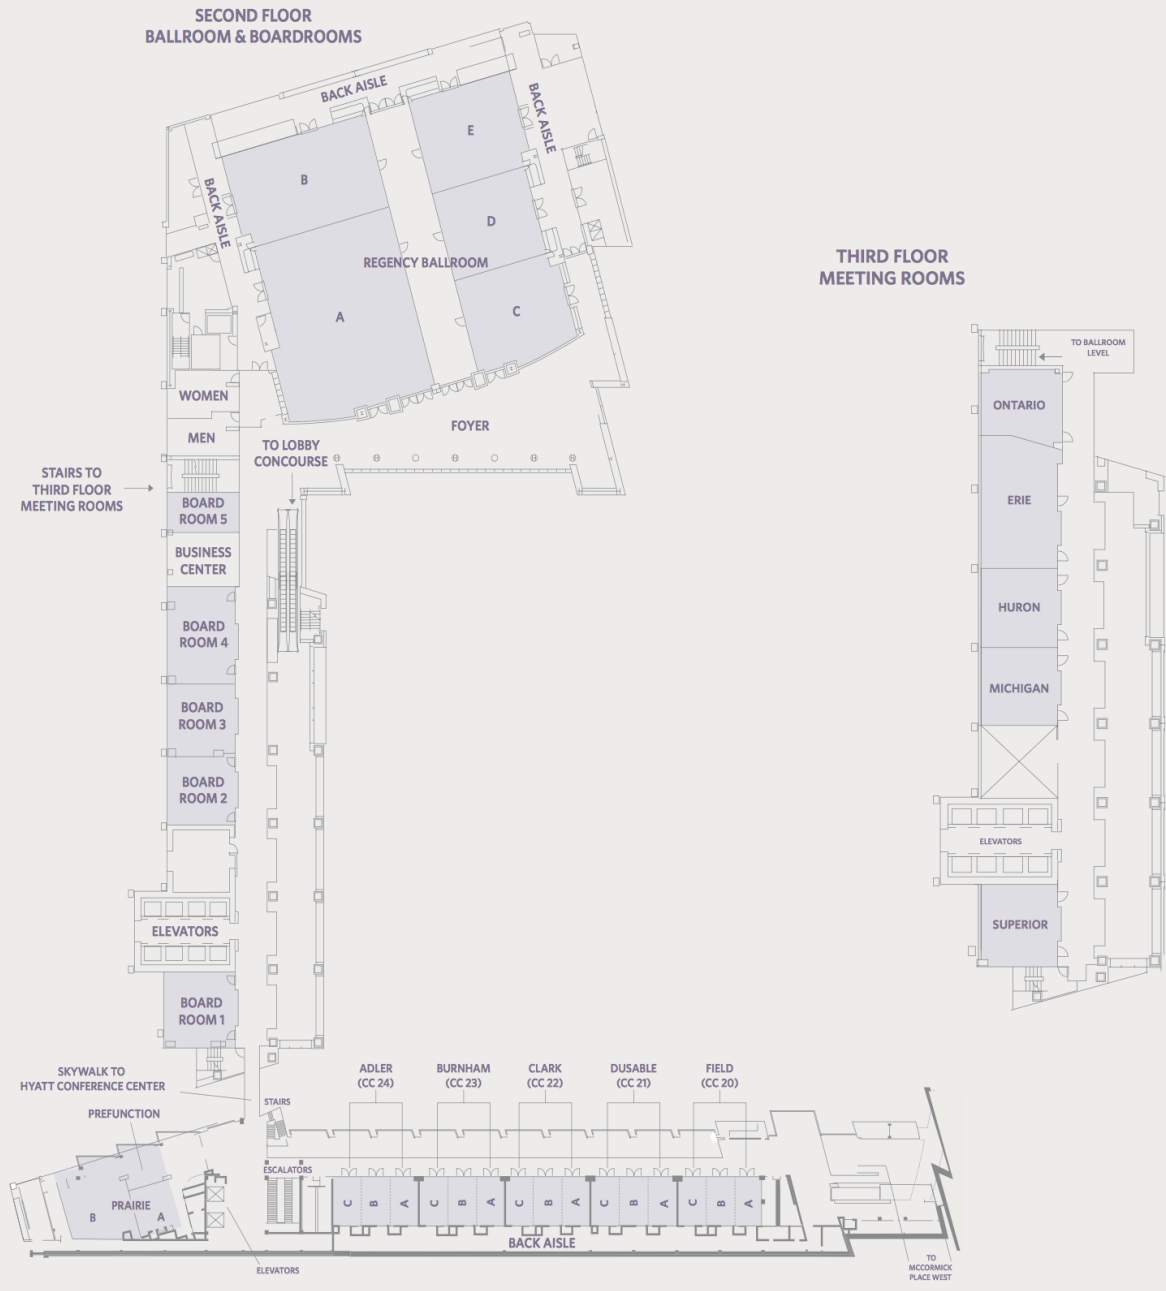 SECOND FLOOR
BALLROOM & BOARDROOMS
BACK AISLE
BACK AISLE
BACK AISLE
E
B
D
REGENCY BALLROOM
A
C
WOMEN
MEN
FOYER
TO LOBBY
CONCOURSE
STAIRS TO
THIRD FLOOR
MEETING ROOMS
BOARD
ROOM 5
BUSINESS
CENTER
BOARD
ROOM 4
BOARD
ROOM 3
BOARD
ROOM 2
ELEVATORS
BOARD
ROOM 1
THIRD FLOOR
MEETING ROOMS
TO BALLROOM
LEVEL
ONTARIO
ERIE
HURON
MICHIGAN
ELEVATORS
SUPERIOR
SKYWALK TO
HYATT CONFERENCE CENTER
PREFUNCTION
STAIRS
ADLER
(CC 24)
BURNHAM
(CC 23)
CLARK
(CC 22)
DUSABLE
(CC 21)
FIELD
(CC 20)
ESCALATORS
PRAIRIE
B
A
C B A
C B A
C B A
C B A
C B A
BACK AISLE
ELEVATORS
TO
MCCORMICK
PLACE WEST